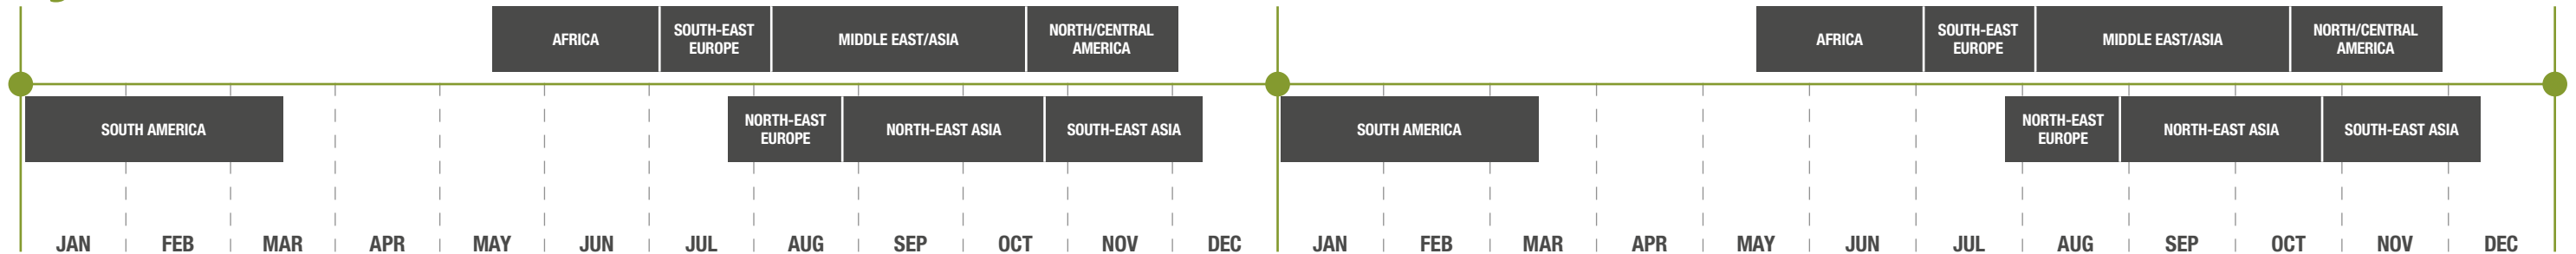 AFRICA
SOUTH-EAST
EUROPE
MIDDLE EAST/ASIA
NORTH/CENTRAL
AMERICA
AFRICA
SOUTH-EAST
EUROPE
MIDDLE EAST/ASIA
NORTH/CENTRAL
AMERICA
SOUTH AMERICA
NORTH-EAST
EUROPE
NORTH-EAST ASIA
SOUTH-EAST ASIA
SOUTH AMERICA
NORTH-EAST
EUROPE
NORTH-EAST ASIA
SOUTH-EAST ASIA
JAN FEB MAR APR MAY JUN JUL AUG SEP OCT NOV DEC JAN FEB MAR APR MAY JUN JUL AUG SEP OCT NOV DEC